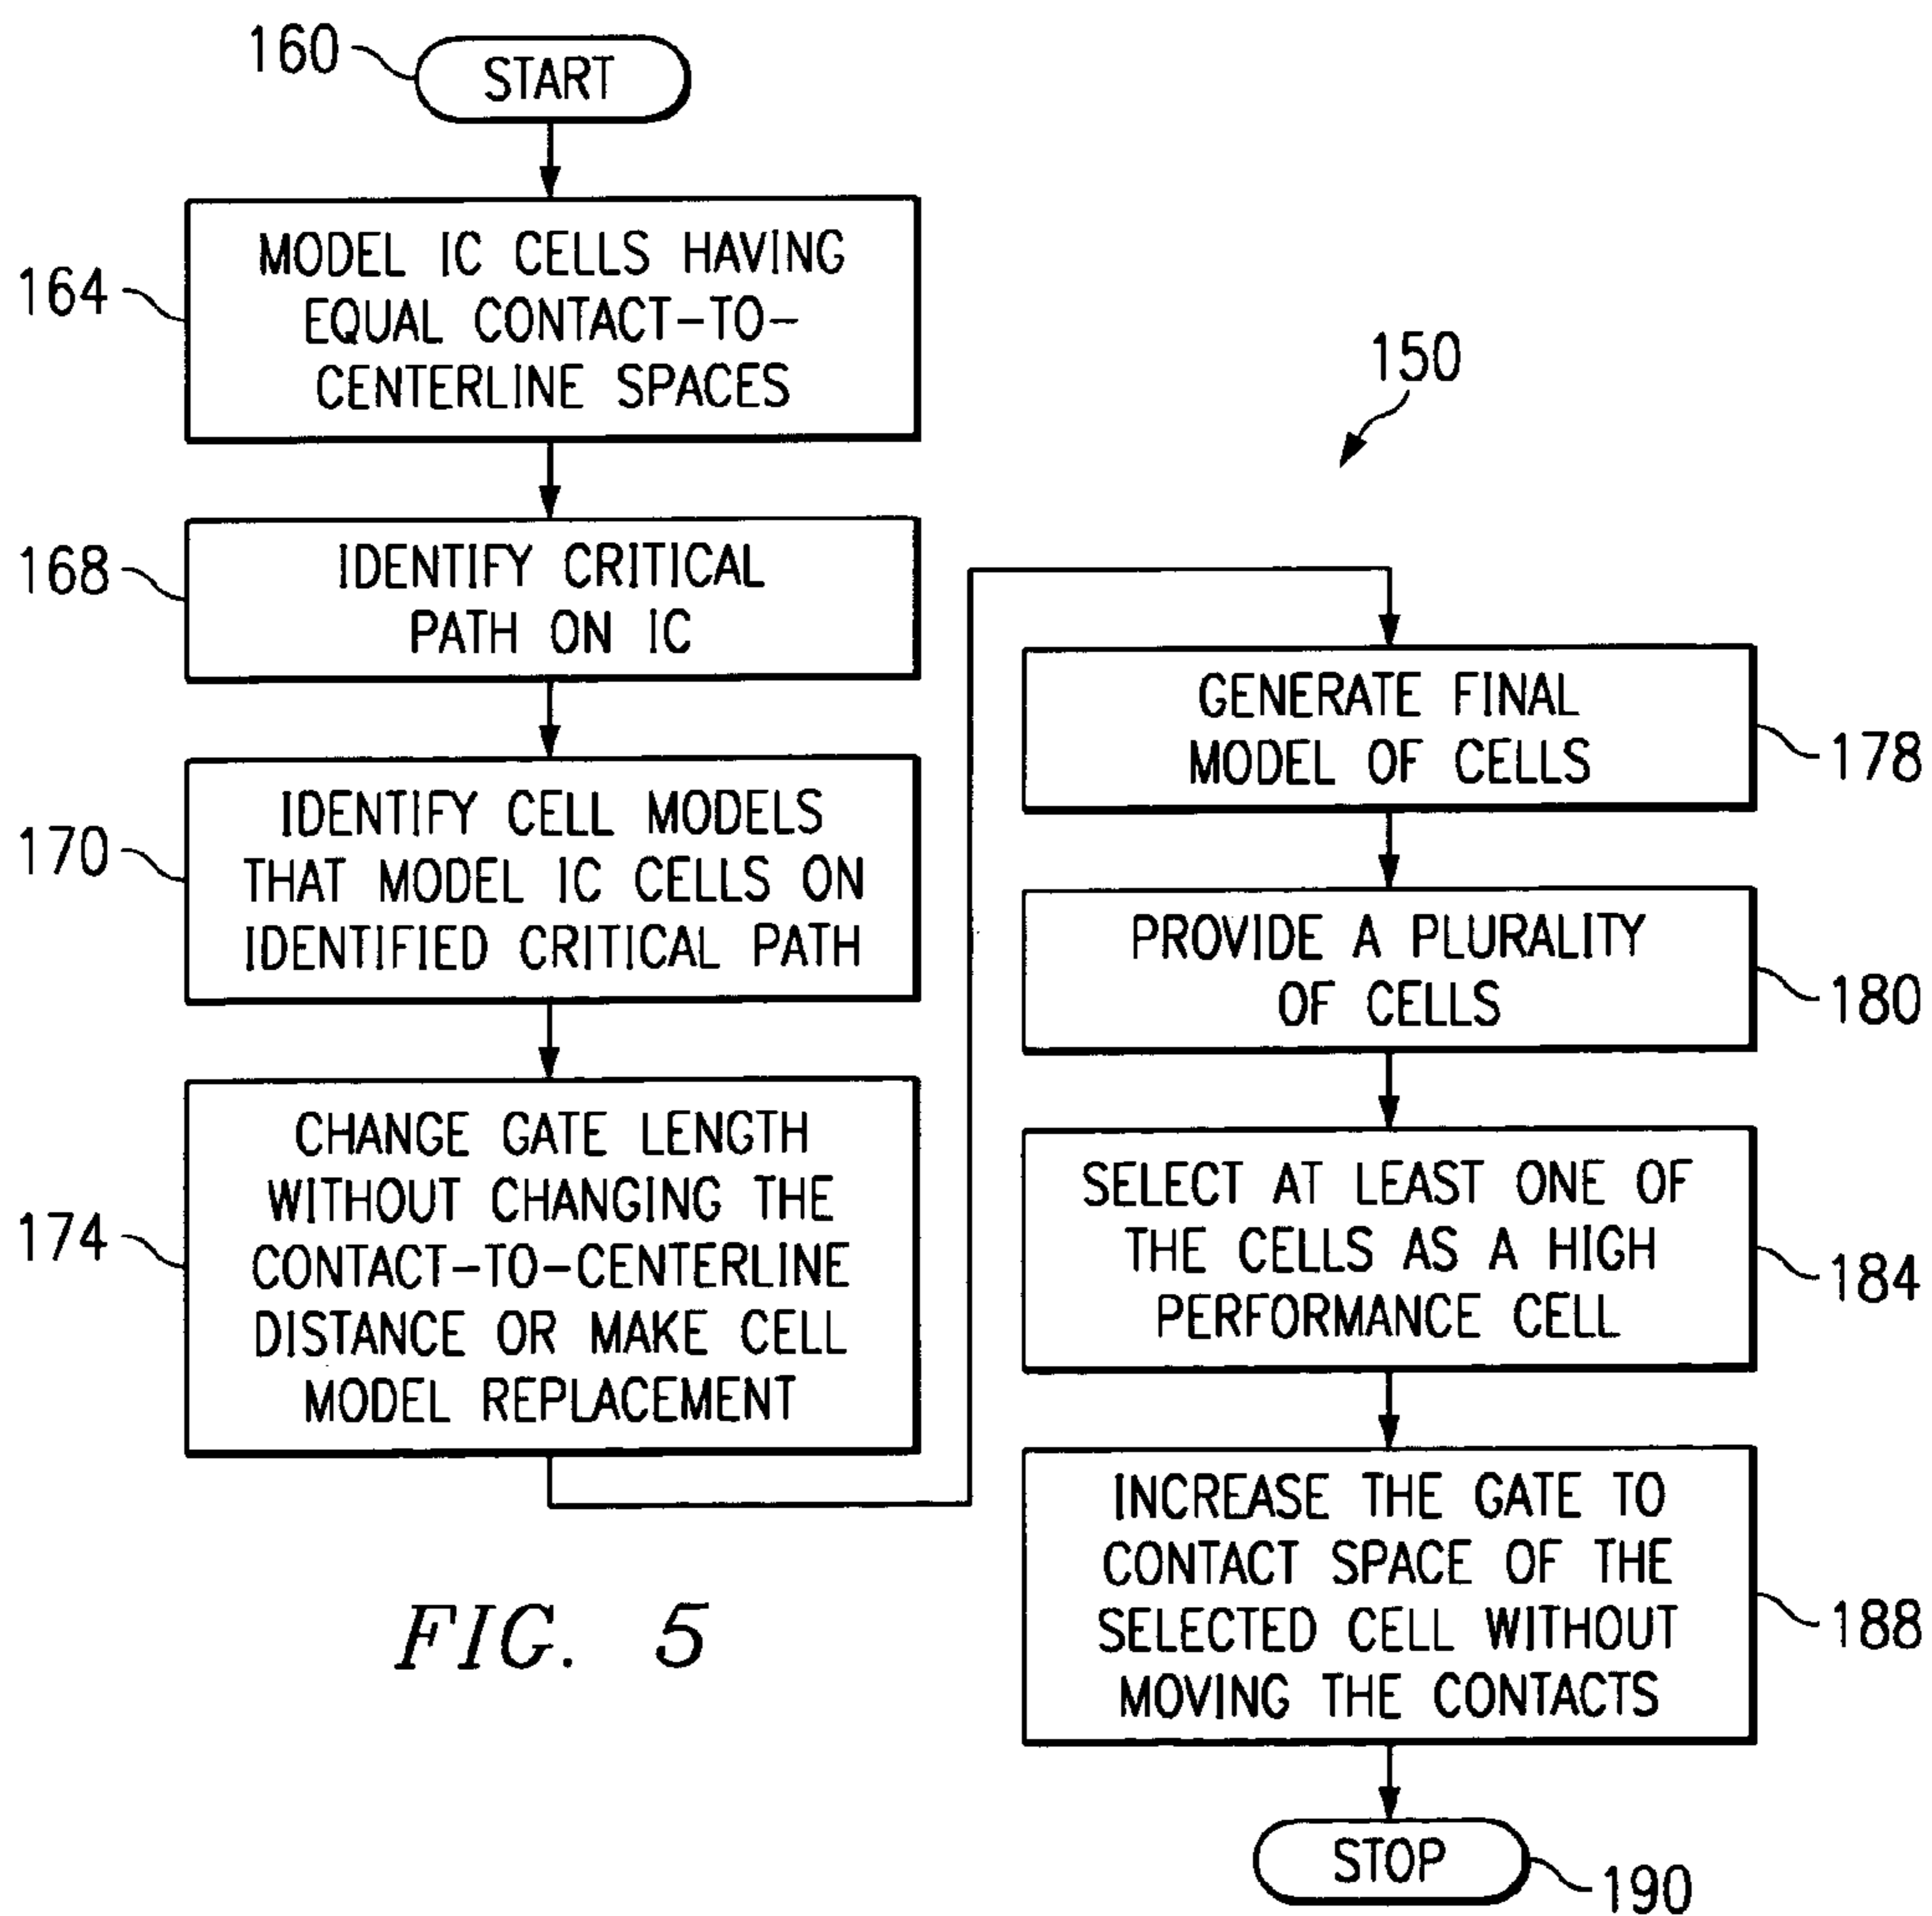 160
START
164
MODEL IC CELLS HAVING
EQUAL CONTACT-TO-
CENTERLINE SPACES
168
IDENTIFY CRITICAL
PATH ON IC
170
IDENTIFY CELL MODELS
THAT MODEL IC CELLS ON
IDENTIFIED CRITICAL PATH
174
CHANGE GATE LENGTH
WITHOUT CHANGING THE
CONTACT-TO-CENTERLINE
DISTANCE OR MAKE CELL
MODEL REPLACEMENT
150
GENERATE FINAL
MODEL OF CELLS
178
PROVIDE A PLURALITY
OF CELLS
180
SELECT AT LEAST ONE OF
THE CELLS AS A HIGH
PERFORMANCE CELL
184
INCREASE THE GATE TO
CONTACT SPACE OF THE
SELECTED CELL WITHOUT
MOVING THE CONTACTS
188
STOP
190
FIG. 5